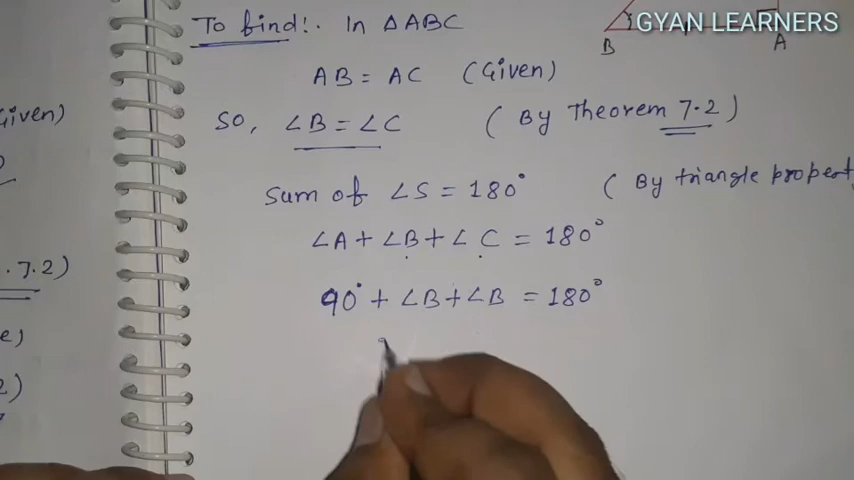 To find:. In △ABC
GYAN LEARNERS
B
A
AB = AC (Given)
So, ∠B = ∠C (By Theorem 7.2)
Sum of ∠S = 180° (By triangle propert
∠A + ∠B + ∠C = 180°
90° + ∠B + ∠B = 180°
Given)
. 7.2)
e)
2)